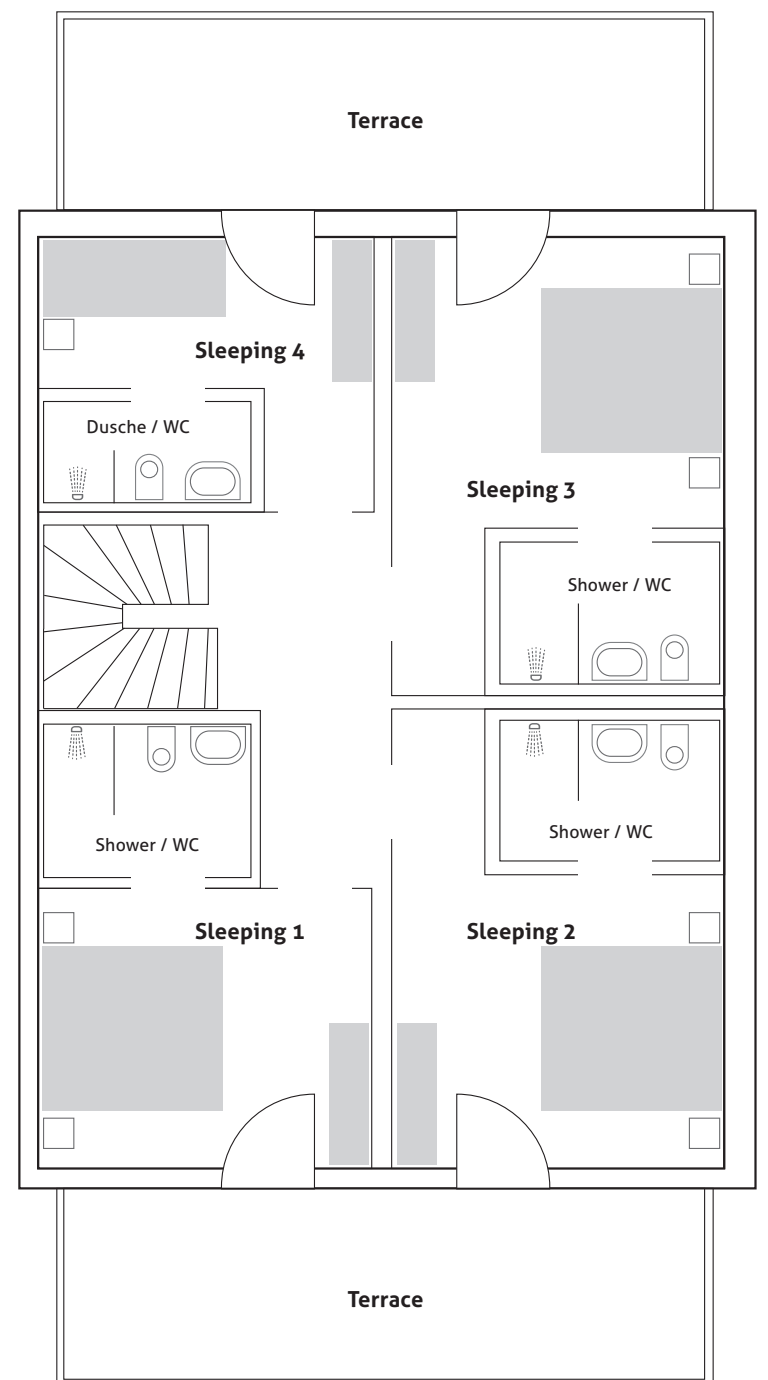 Terrace
Sleeping 4
Dusche / WC
Sleeping 3
Shower / WC
Shower / WC
Shower / WC
Sleeping 1
Sleeping 2
Terrace